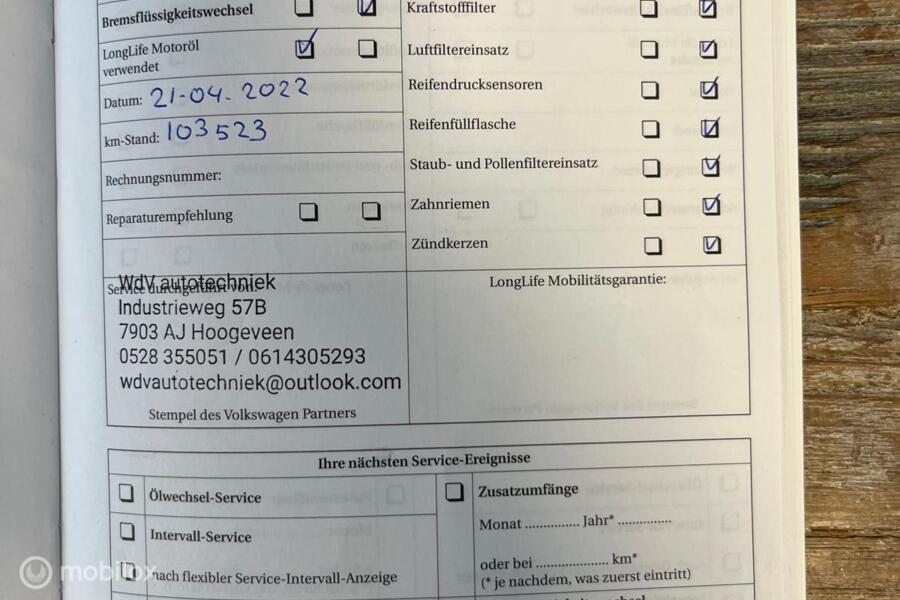 Bremsflüssigkeitswechsel
LongLife Motoröl
verwendet
Datum: 21-04-2022
km-Stand: 103523
Rechnungsnummer:
Reparaturempfehlung
Kraftstofffilter
Luftfiltereinsatz
Reifendrucksensoren
Reifenfüllflasche
Staub- und Pollenfiltereinsatz
Zahnriemen
Zündkerzen
WdV autotechniek
Service durchgeführt von:
Industrieweg 57B
7903 AJ Hoogeveen
0528 355051 / 0614305293
wdvautotechniek@outlook.com
Stempel des Volkswagen Partners
LongLife Mobilitätsgarantie:
Ihre nächsten Service-Ereignisse
Ölwechsel-Service
Intervall-Service
nach flexibler Service-Intervall-Anzeige
Zusatzumfänge
Monat ............... Jahr* ...............
oder bei .................... km*
(* je nachdem, was zuerst eintritt)
mobilox